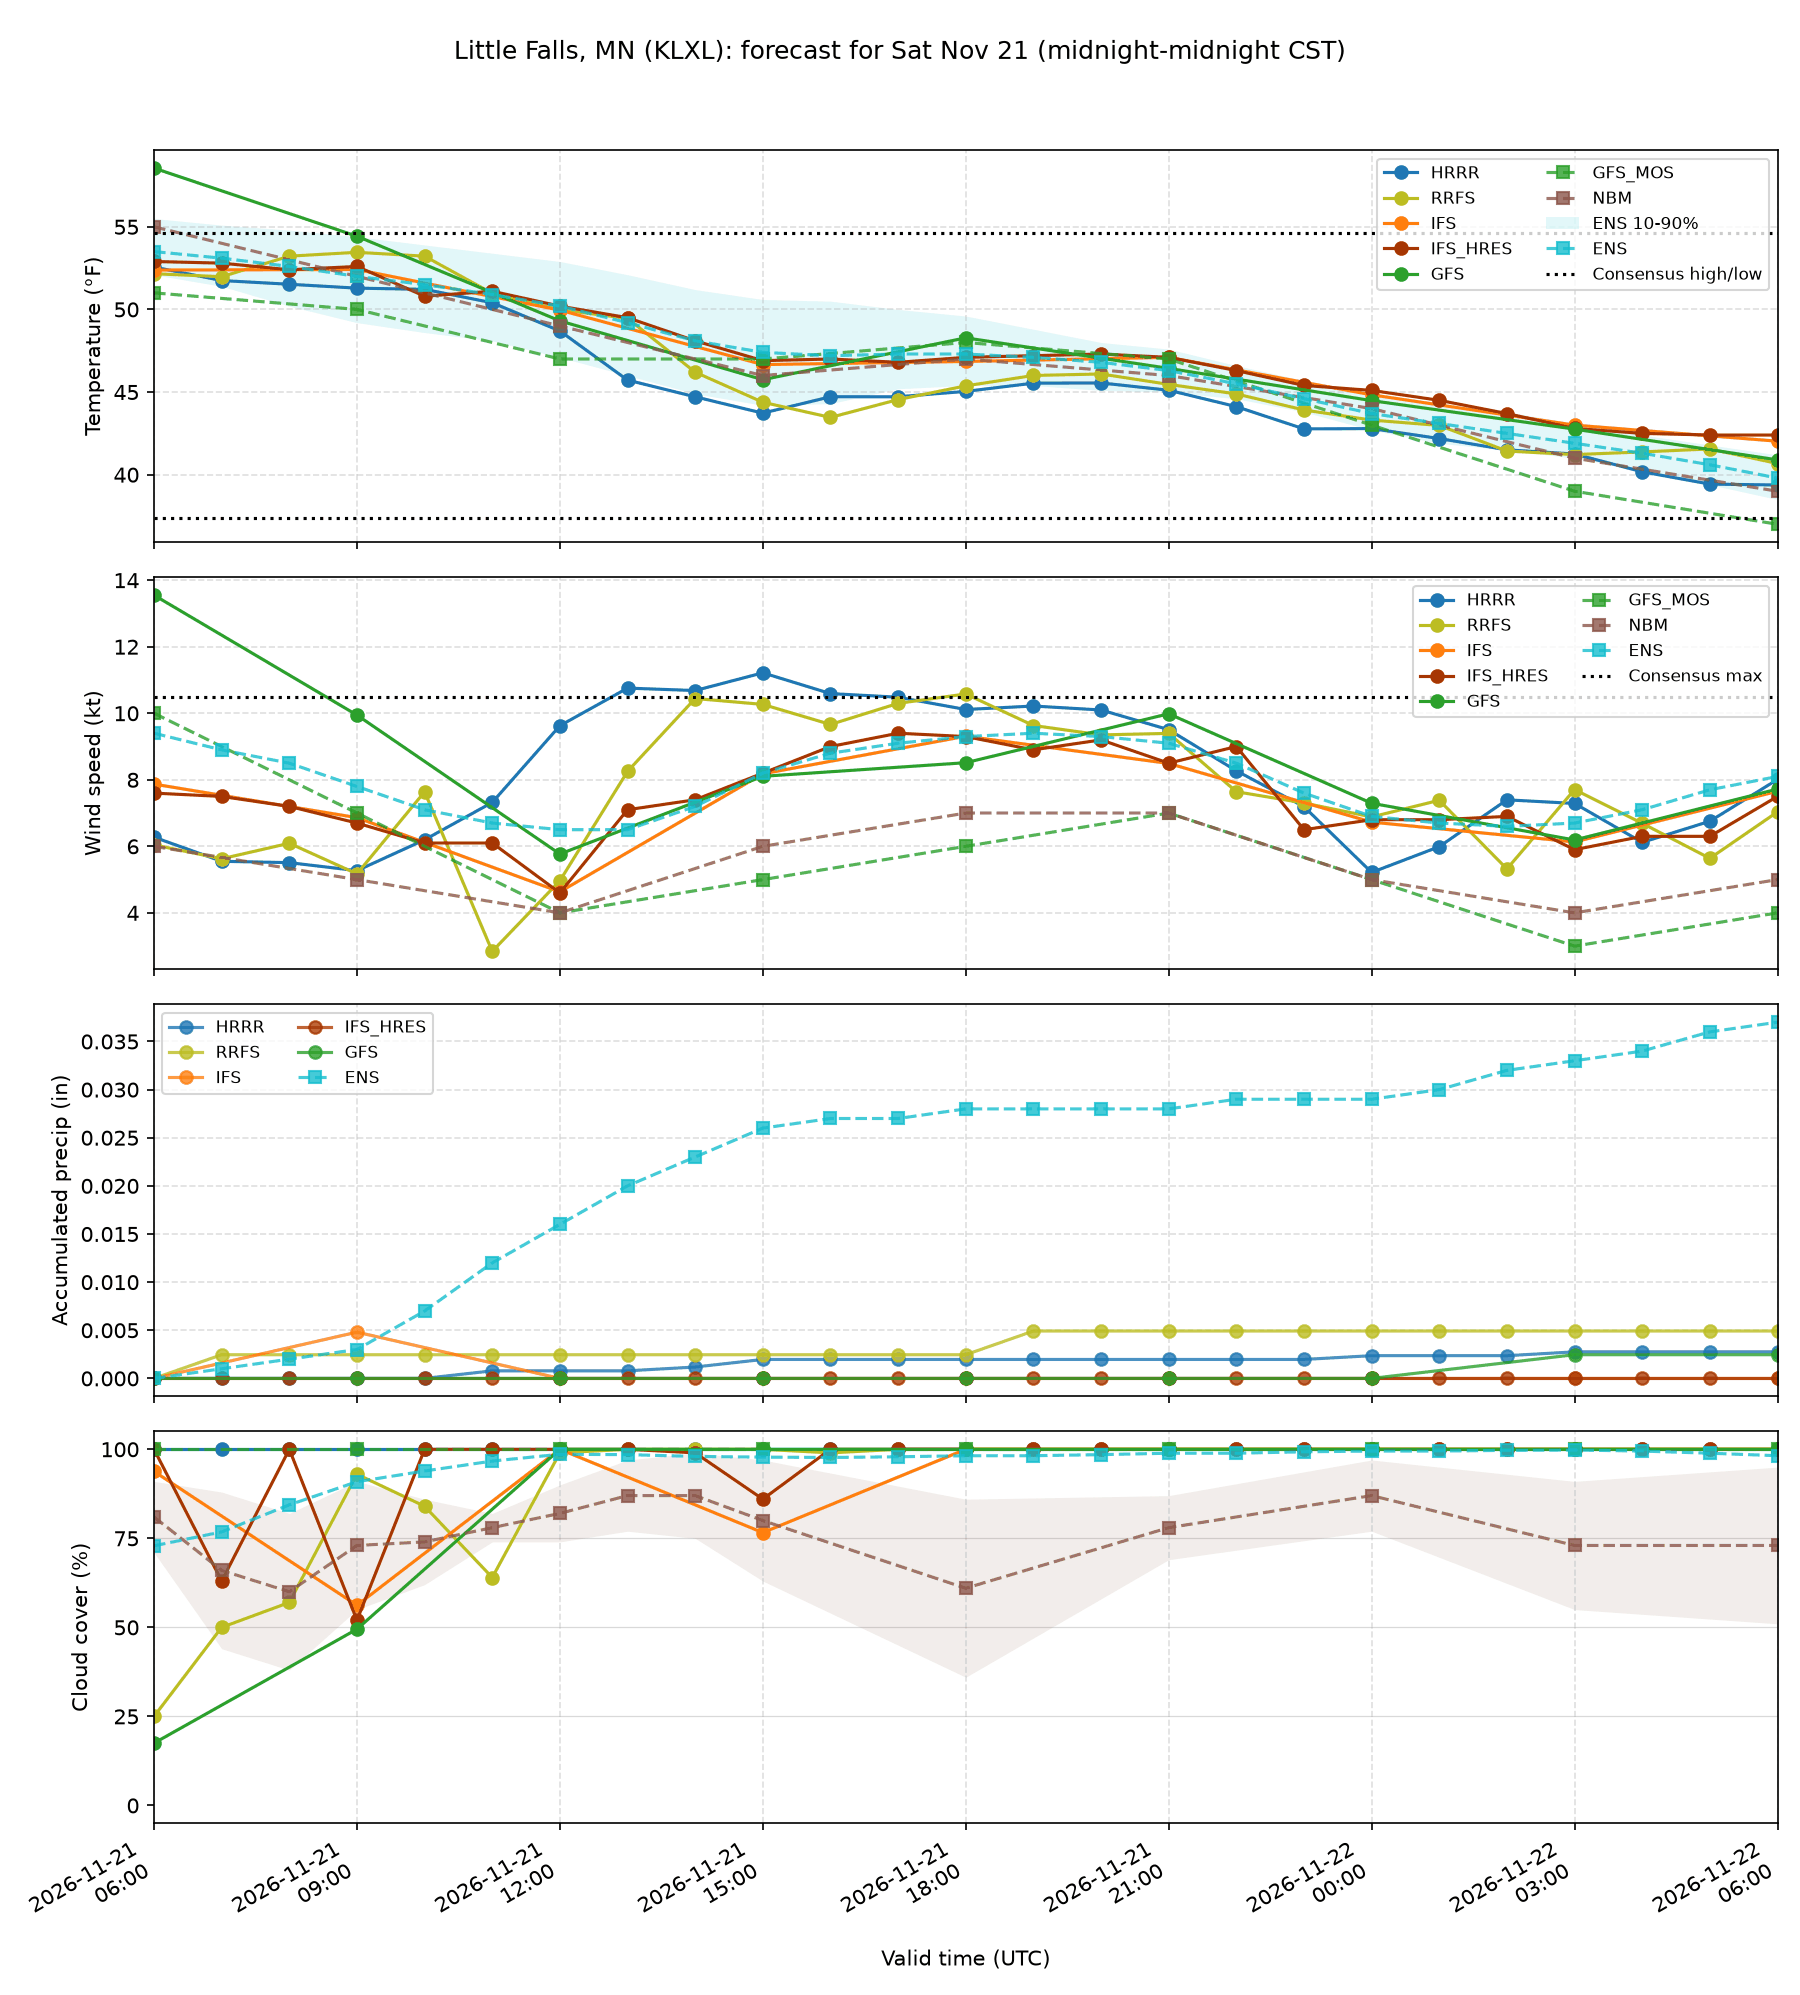 Little Falls, MN (KLXL): forecast for Sat Nov 21 (midnight-midnight CST)
Temperature (°F)
55
50
45
40
HRRR
RRFS
IFS
IFS_HRES
GFS
GFS_MOS
NBM
ENS 10-90%
ENS
Consensus high/low
Wind speed (kt)
14
12
10
8
6
4
HRRR
RRFS
IFS
IFS_HRES
GFS
GFS_MOS
NBM
ENS
Consensus max
Accumulated precip (in)
0.035
0.030
0.025
0.020
0.015
0.010
0.005
0.000
HRRR
RRFS
IFS
IFS_HRES
GFS
ENS
Cloud cover (%)
100
75
50
25
0
2026-11-21
06:00
2026-11-21
09:00
2026-11-21
12:00
2026-11-21
15:00
2026-11-21
18:00
2026-11-21
21:00
2026-11-22
00:00
2026-11-22
03:00
2026-11-22
06:00
Valid time (UTC)